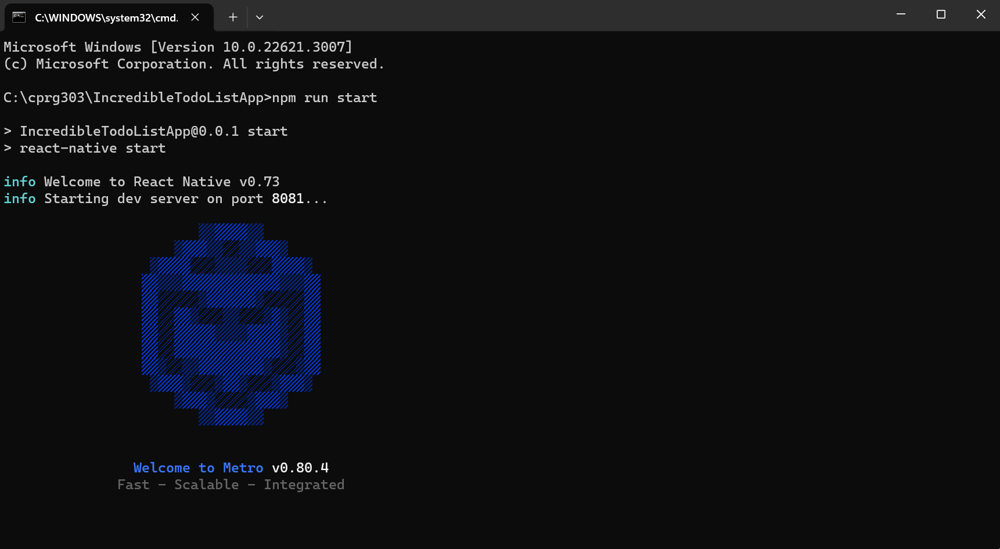 C:\WINDOWS\system32\cmd.
Microsoft Windows [Version 10.0.22621.3007]
(c) Microsoft Corporation. All rights reserved.
C:\cprg303\IncredibleTodoListApp>npm run start
> IncredibleTodoListApp@0.0.1 start
> react-native start
info Welcome to React Native v0.73
info Starting dev server on port 8081...
Welcome to Metro v0.80.4
Fast - Scalable - Integrated